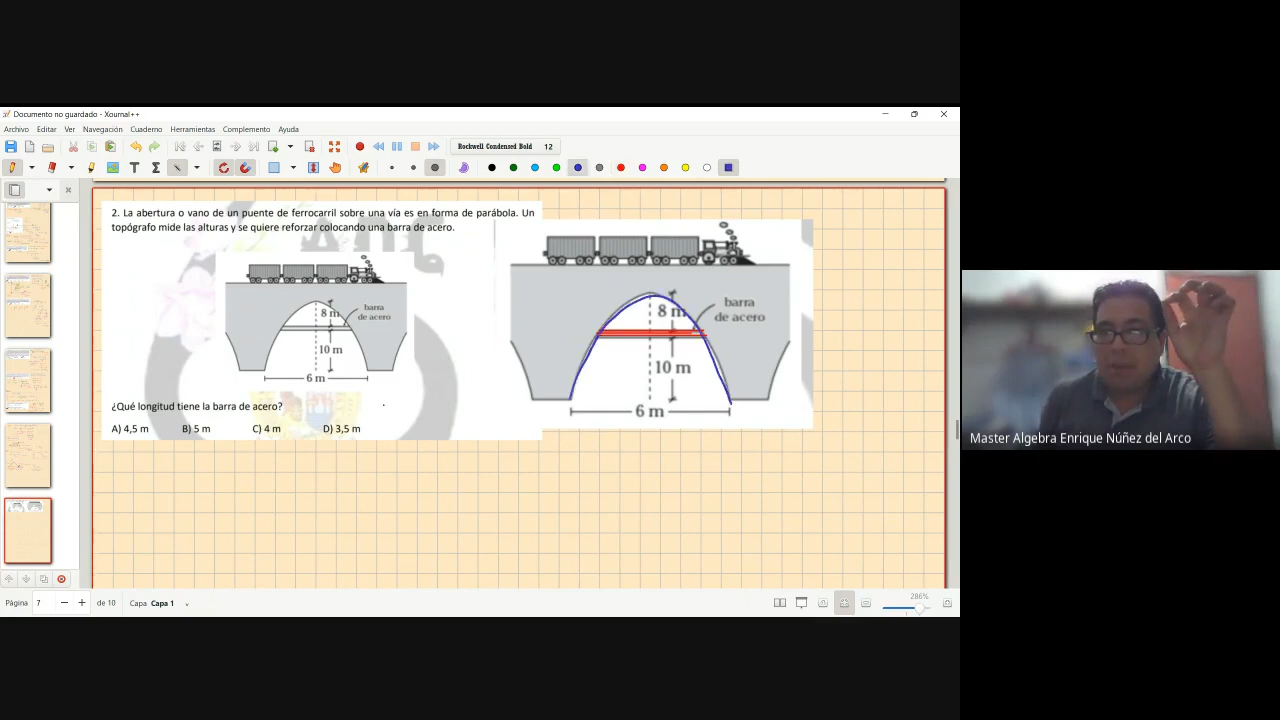 Documento no guardado - Xournal++
Archivo Editar Ver Navegación Cuaderno Herramientas Complemento Ayuda
Rockwell Condensed Bold 12
2. La abertura o vano de un puente de ferrocarril sobre una vía es en forma de parábola. Un
topógrafo mide las alturas y se quiere reforzar colocando una barra de acero.
8 m
barra
de acero
10 m
6 m
¿Qué longitud tiene la barra de acero?
A) 4,5 m B) 5 m C) 4 m D) 3,5 m
8 m
barra
de acero
10 m
6 m
Master Algebra Enrique Núñez del Arco
Página 7 de 10 Capa Capa 1
286%